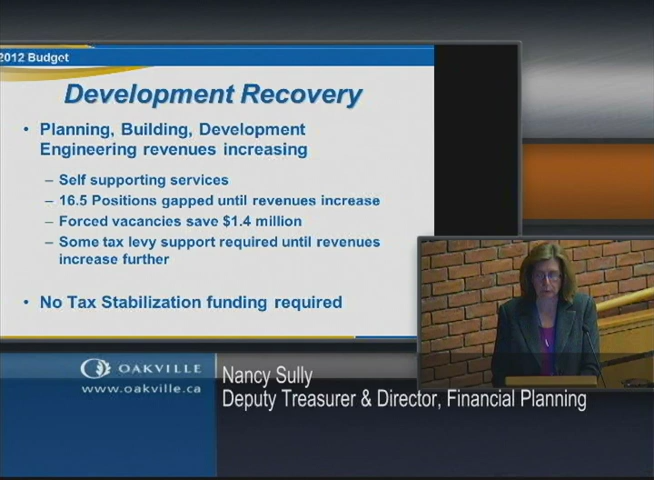 2012 Budget
Development Recovery
• Planning, Building, Development
Engineering revenues increasing
– Self supporting services
– 16.5 Positions gapped until revenues increase
– Forced vacancies save $1.4 million
– Some tax levy support required until revenues
increase further
• No Tax Stabilization funding required
OAKVILLE
www.oakville.ca
Nancy Sully
Deputy Treasurer & Director, Financial Planning